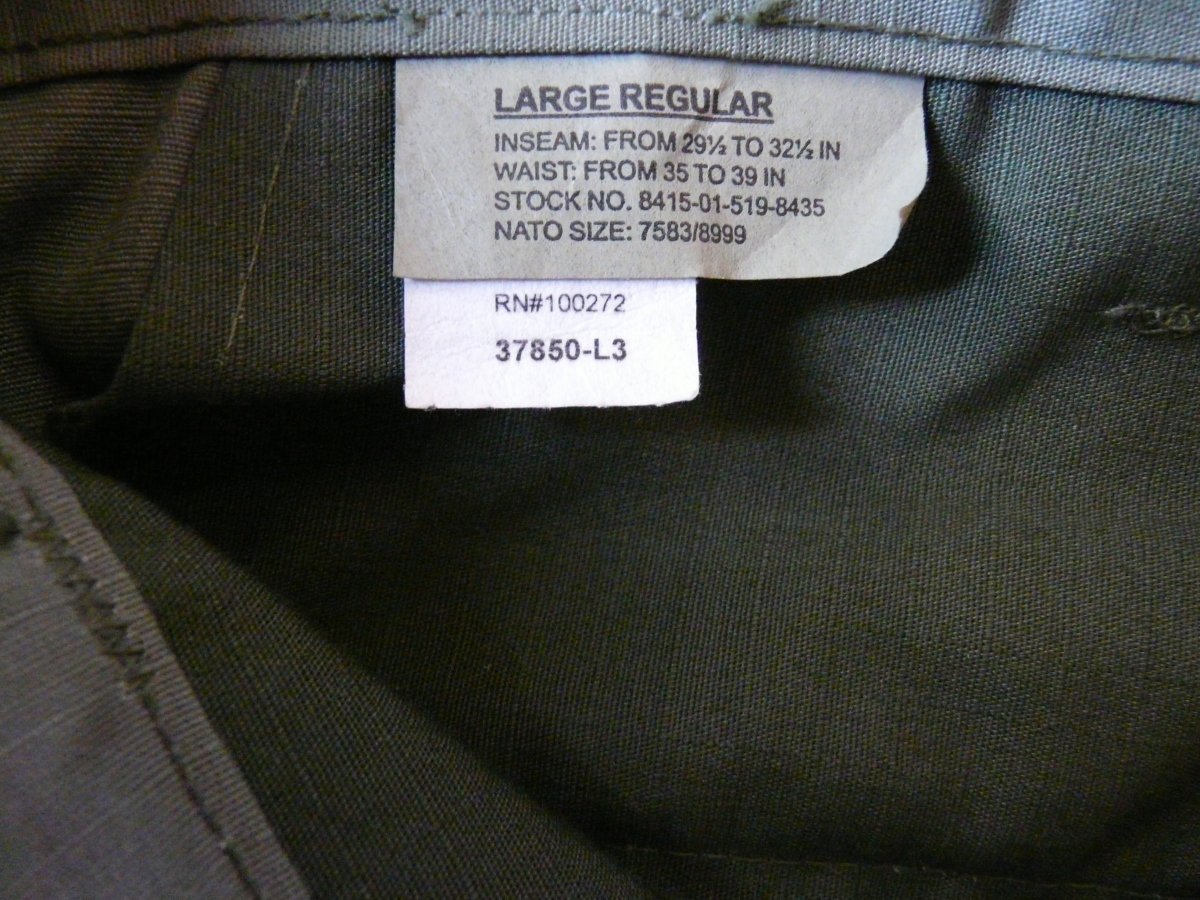 LARGE REGULAR
INSEAM: FROM 29½ TO 32½ IN
WAIST: FROM 35 TO 39 IN
STOCK NO. 8415-01-519-8435
NATO SIZE: 7583/8999
RN#100272
37850-L3